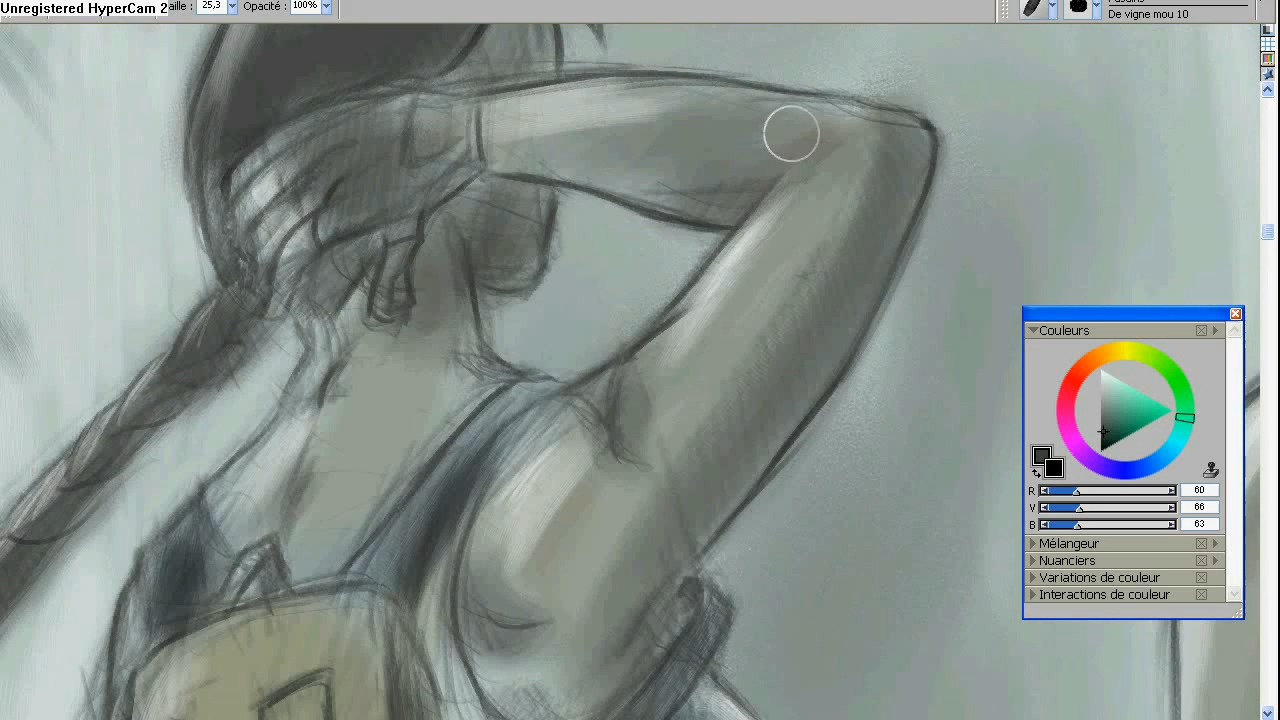 Unregistered HyperCam 2
aille : 25,3 Opacité : 100%
De vigne mou 10
Couleurs
R 60
V 66
B 63
Mélangeur
Nuanciers
Variations de couleur
Interactions de couleur